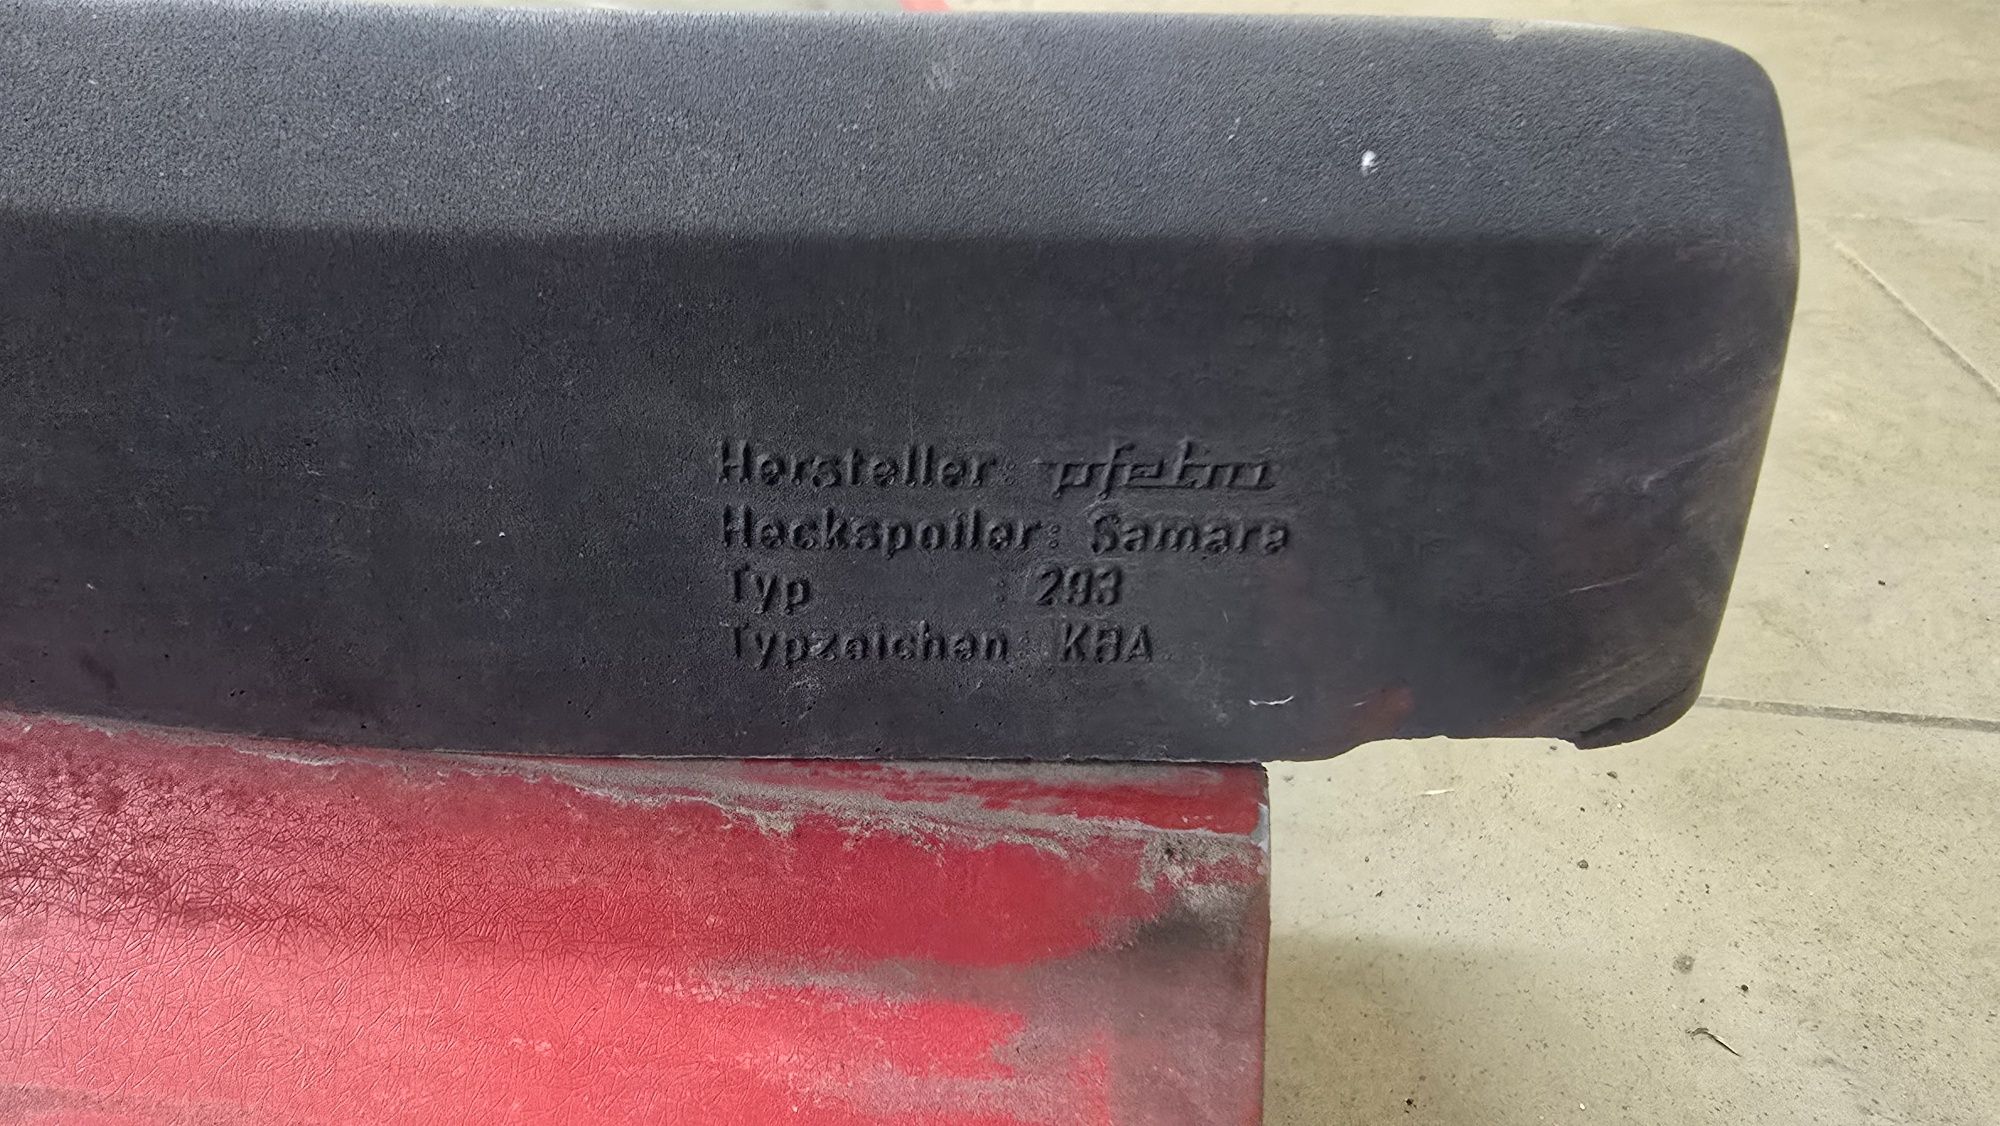 Hersteller: pfeba
Heckspoiler: Samara
Typ : 293
Typzeichen: KBA